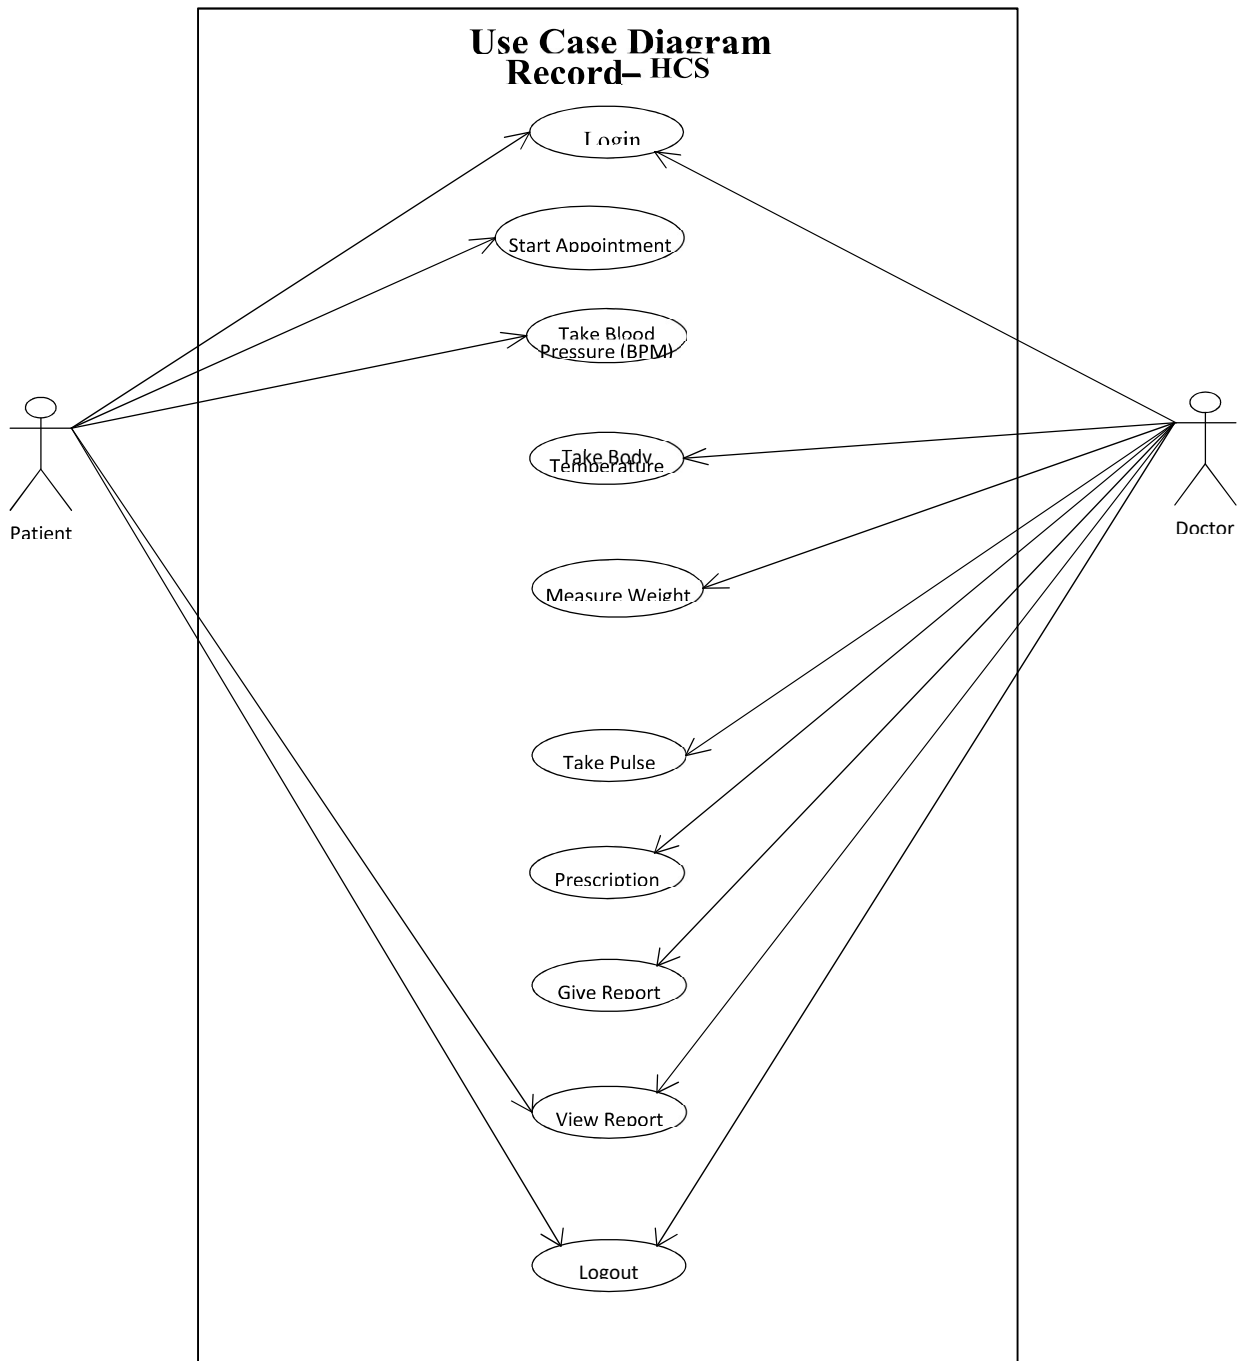 Use Case Diagram
Record– HCS
Login
Start Appointment
Take Blood
Pressure (BPM)
Take Body
Temperature
Measure Weight
Patient
Doctor
Take Pulse
Prescription
Give Report
View Report
Logout